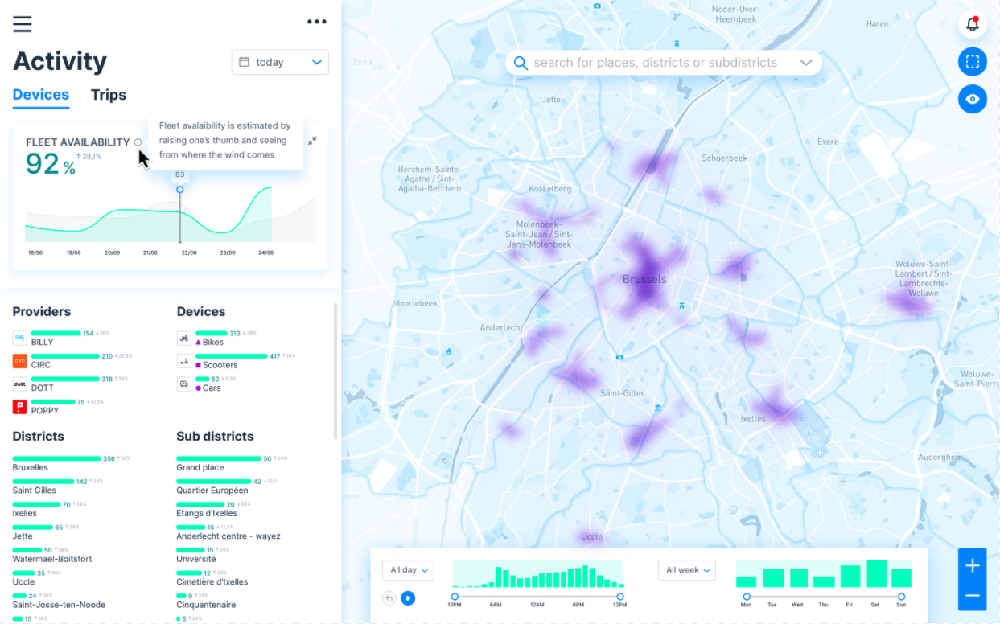 Activity
today
Devices
Trips
FLEET AVAILABILITY
92 %
↑28,1%
Fleet avalaibility is estimated by
raising one's thumb and seeing
from where the wind comes
83
18/06 19/06 20/06 21/06 22/06 23/06 24/06
Providers
154 ↓38%
BILLY
CIRC
210 ↓29,8%
CIRC
dott
318 ↑24%
DOTT
75 ↓12,5%
POPPY
Devices
313 ↓38%
Bikes
417 ↑10%
Scooters
52 ↓9,3%
Cars
Districts
356 ↑38%
Bruxelles
142 ↑38%
Saint Gilles
70 ↑38%
Ixelles
65 ↑38%
Jette
50 ↑38%
Watermael-Boitsfort
35 ↑38%
Uccle
24 ↑38%
Saint-Josse-ten-Noode
15 ↑38%
Sub districts
50 ↑24%
Grand place
42 ↓12,5
Quartier Européen
20 ↓38%
Etangs d'Ixelles
15 ↓12,5%
Anderlecht centre - wayez
15 ↑24%
Université
12 ↑24%
Cimetière d'Ixelles
9 ↑24%
Cinquantenaire
5 ↑24%
search for places, districts or subdistricts
Neder-Over-
Heembeek
Haren
Zellik
Jette
Evere
Schaerbeek
Berchem-Sainte-
Agathe / Sint-
Agatha-Berchem
Koekelberg
Molenbeek-
Saint-Jean / Sint-
Jans-Molenbeek
Brussels
Woluwe-Saint-
Lambert / Sint-
Lambrechts-
Woluwe
Moortebeek
Anderlecht
Woluwe-
Saint-Pierre
Saint-Gilles
Ixelles
Auderghem
Uccle
All day
12PM 6AM 12AM 6PM 12PM
All week
Mon Tue Wed Thu Fri Sat Sun